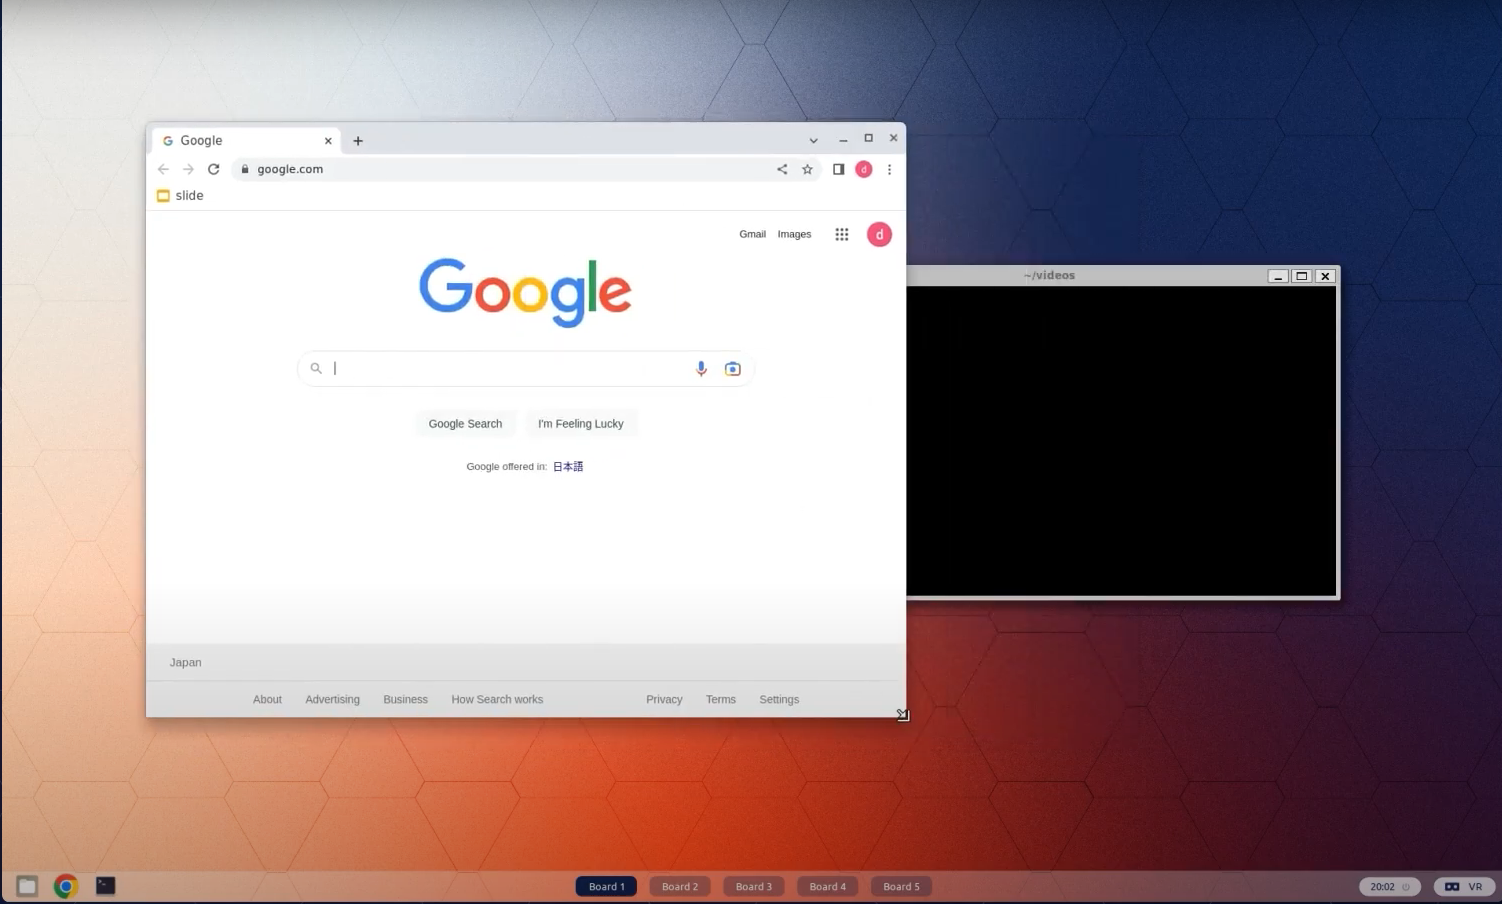 Google
google.com
d
slide
Gmail Images
d
Google
~/videos
Google Search I'm Feeling Lucky
Google offered in: 日本語
Japan
About Advertising Business How Search works Privacy Terms Settings
Board 1 Board 2 Board 3 Board 4 Board 5
20:02 VR